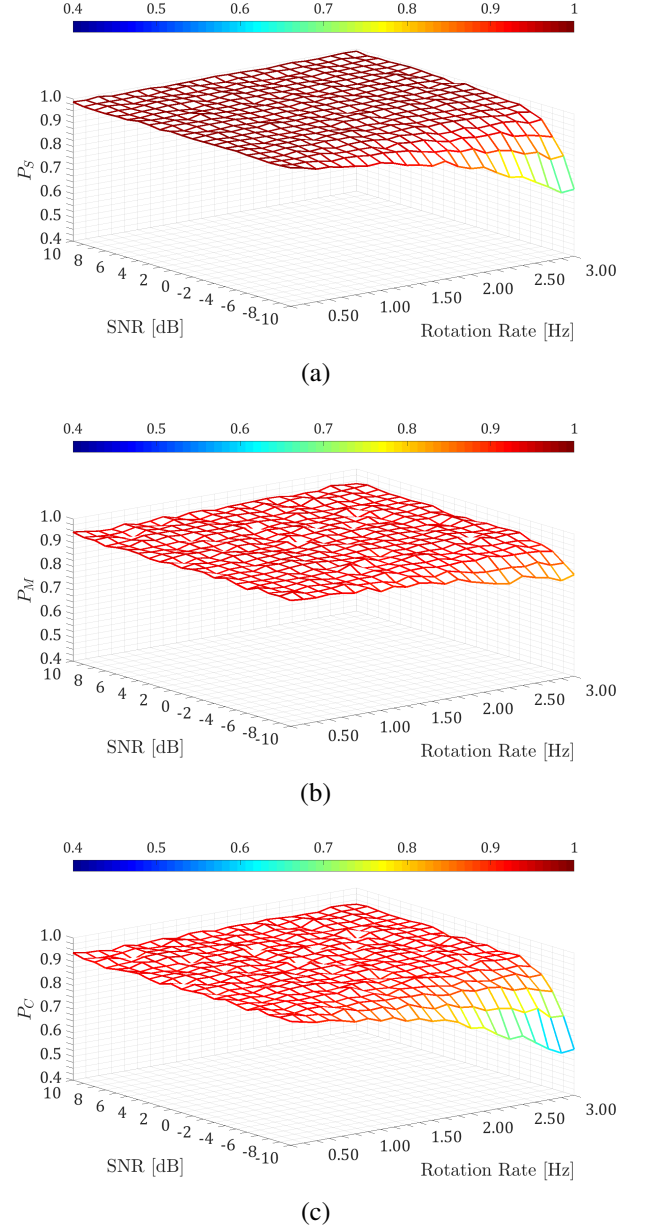 0.4 0.5 0.6 0.7 0.8 0.9 1
1.0
0.9
0.8
0.7
0.6
0.5
0.4
P_S
10 8 6 4 2 0 -2 -4 -6 -8 -10
SNR [dB]
0.50 1.00 1.50 2.00 2.50 3.00
Rotation Rate [Hz]
(a)
0.4 0.5 0.6 0.7 0.8 0.9 1
1.0
0.9
0.8
0.7
0.6
0.5
0.4
P_M
10 8 6 4 2 0 -2 -4 -6 -8 -10
SNR [dB]
0.50 1.00 1.50 2.00 2.50 3.00
Rotation Rate [Hz]
(b)
0.4 0.5 0.6 0.7 0.8 0.9 1
1.0
0.9
0.8
0.7
0.6
0.5
0.4
P_C
10 8 6 4 2 0 -2 -4 -6 -8 -10
SNR [dB]
0.50 1.00 1.50 2.00 2.50 3.00
Rotation Rate [Hz]
(c)